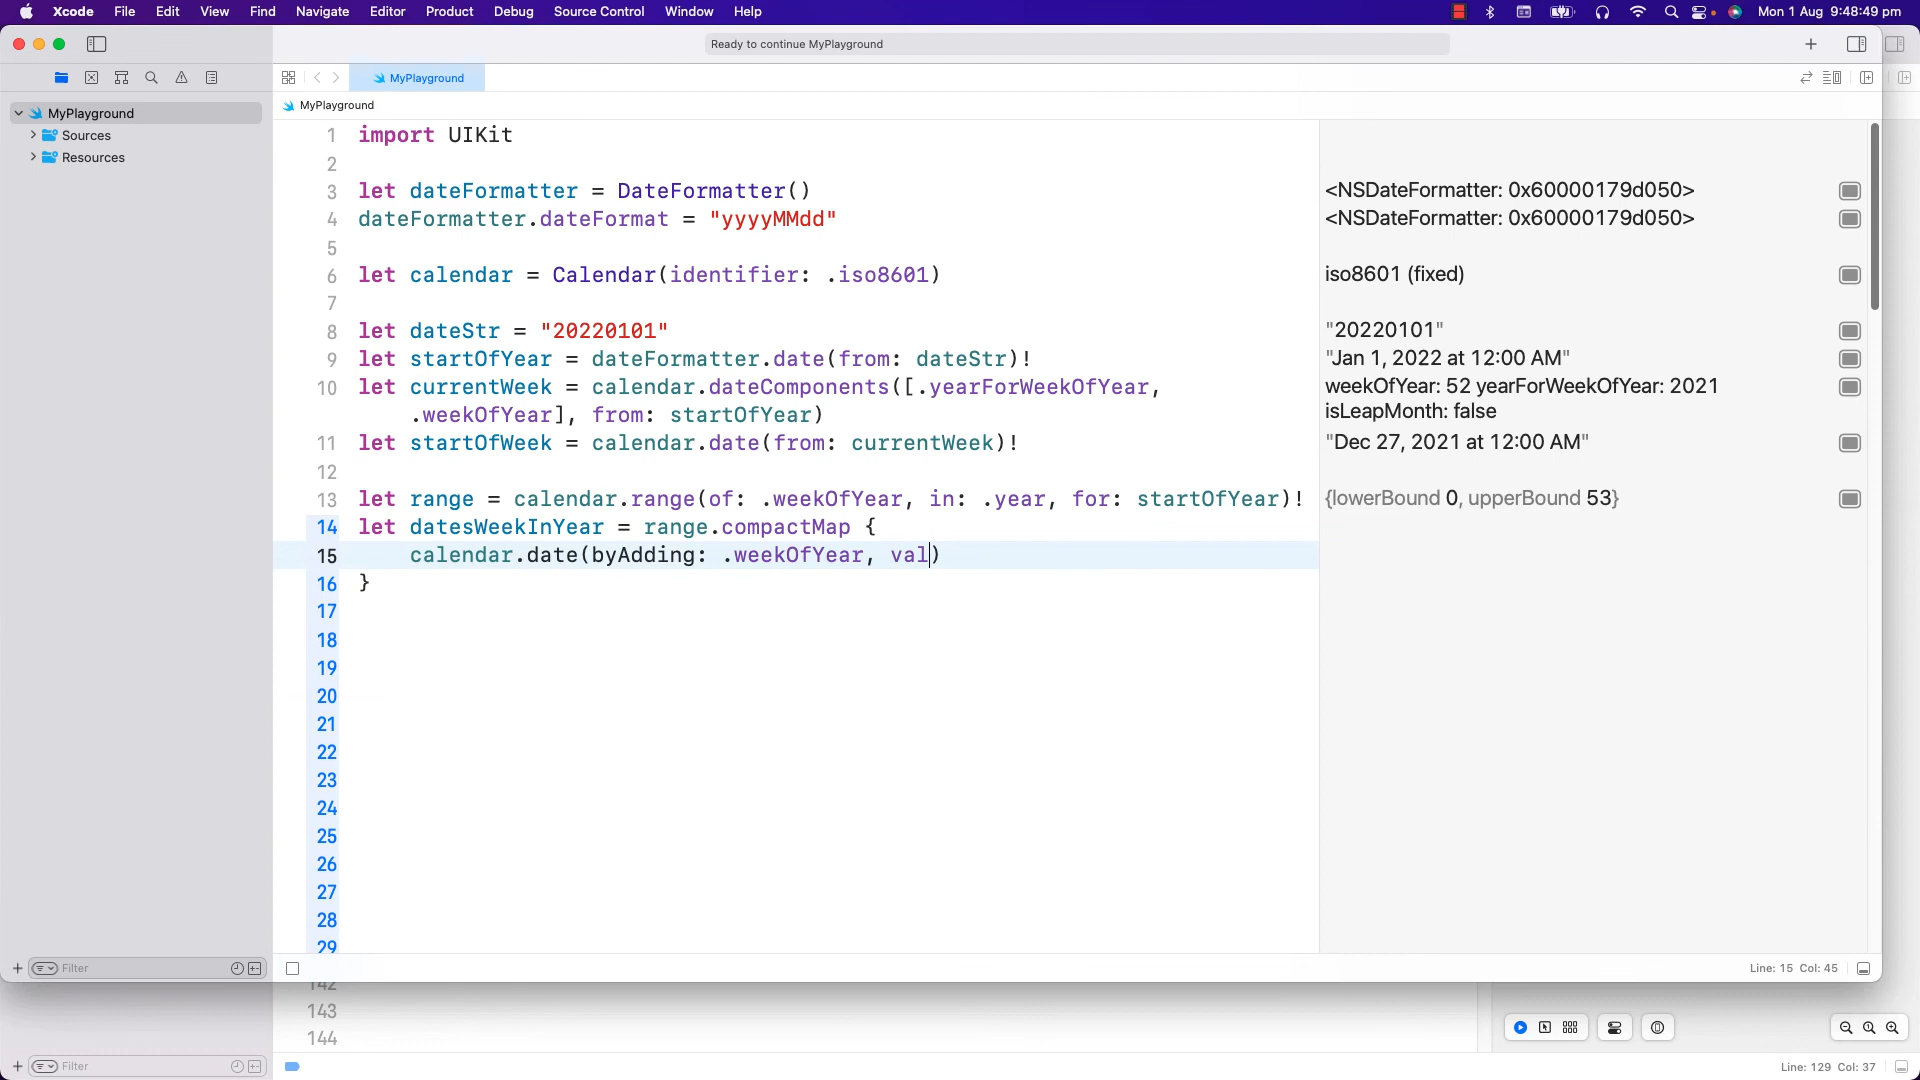 Xcode File Edit View Find Navigate Editor Product Debug Source Control Window Help Mon 1 Aug 9:48:49 pm
Ready to continue MyPlayground
MyPlayground
MyPlayground
MyPlayground
Sources
Resources
1 import UIKit
2
3 let dateFormatter = DateFormatter() <NSDateFormatter: 0x60000179d050>
4 dateFormatter.dateFormat = "yyyyMMdd" <NSDateFormatter: 0x60000179d050>
5
6 let calendar = Calendar(identifier: .iso8601) iso8601 (fixed)
7
8 let dateStr = "20220101" "20220101"
9 let startOfYear = dateFormatter.date(from: dateStr)! "Jan 1, 2022 at 12:00 AM"
10 let currentWeek = calendar.dateComponents([.yearForWeekOfYear, weekOfYear: 52 yearForWeekOfYear: 2021
.weekOfYear], from: startOfYear) isLeapMonth: false
11 let startOfWeek = calendar.date(from: currentWeek)! "Dec 27, 2021 at 12:00 AM"
12
13 let range = calendar.range(of: .weekOfYear, in: .year, for: startOfYear)! {lowerBound 0, upperBound 53}
14 let datesWeekInYear = range.compactMap {
15 calendar.date(byAdding: .weekOfYear, val)
16 }
17
18
19
20
21
22
23
24
25
26
27
28
29
Filter Line: 15 Col: 45
142
143
144
Filter Line: 129 Col: 37